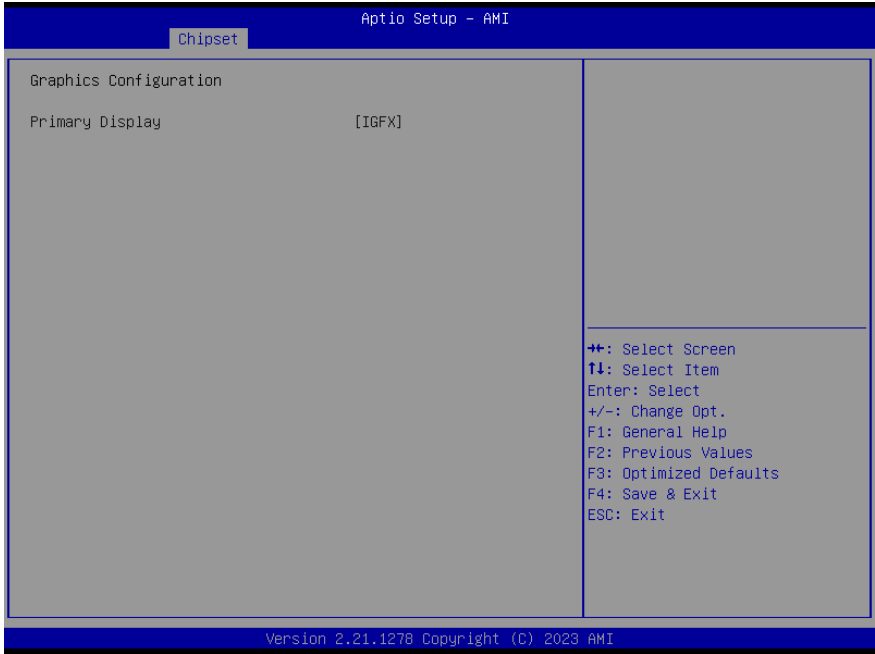 Aptio Setup – AMI
Chipset
Graphics Configuration
Primary Display [IGFX]
→←: Select Screen
↑↓: Select Item
Enter: Select
+/-: Change Opt.
F1: General Help
F2: Previous Values
F3: Optimized Defaults
F4: Save & Exit
ESC: Exit
Version 2.21.1278 Copyright (C) 2023 AMI